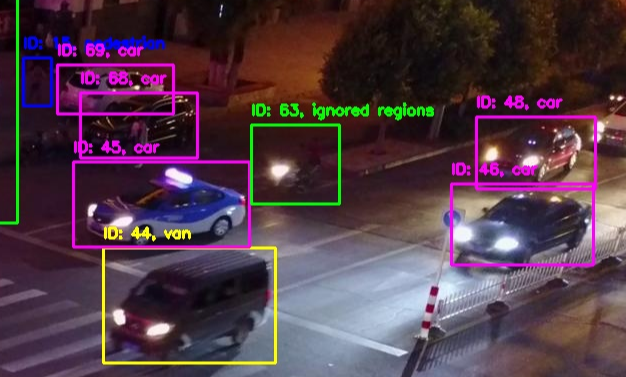 ID: 69, car
ID: 68, car
ID: 63, ignored regions
ID: 48, car
ID: 45, car
ID: 46, car
ID: 44, van